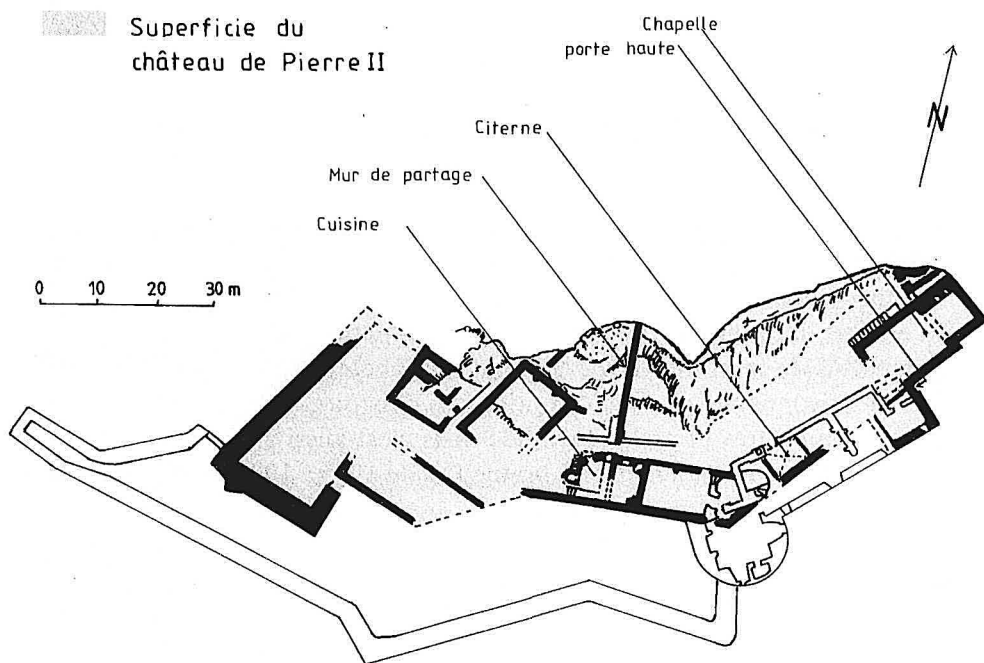 Superficie du
château de Pierre II
Chapelle
porte haute
Citerne
Mur de partage
Cuisine
N
0 10 20 30 m